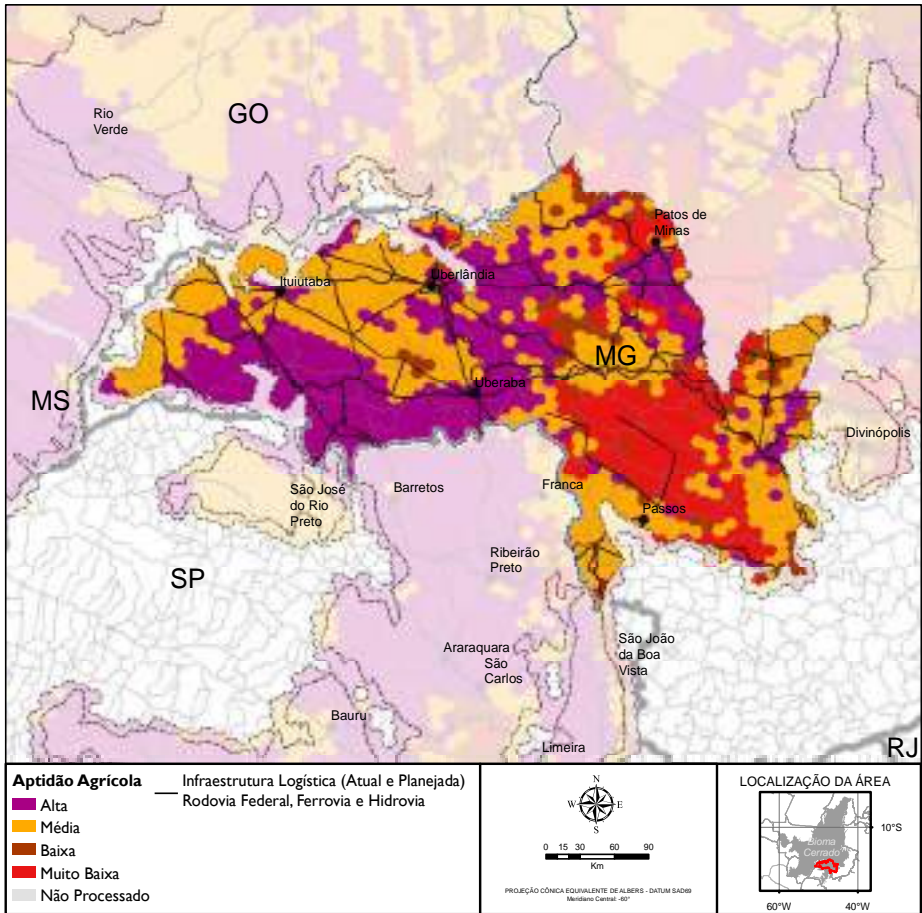 Rio
Verde
GO
Patos de
Minas
Uberlândia
Ituiutaba
MG
MS
Uberaba
Divinópolis
São José
do Rio
Preto
Barretos
Franca
Passos
Ribeirão
Preto
SP
Araraquara
São
Carlos
São João
da Boa
Vista
Bauru
Limeira
RJ
Aptidão Agrícola
Alta
Média
Baixa
Muito Baixa
Não Processado
Infraestrutura Logística (Atual e Planejada)
Rodovia Federal, Ferrovia e Hidrovia
N
W E
S
0 15 30 60 90
Km
PROJEÇÃO CÔNICA EQUIVALENTE DE ALBERS - DATUM SAD69
Meridiano Central: -60°
LOCALIZAÇÃO DA ÁREA
10°S
Bioma
Cerrado
60°W 40°W